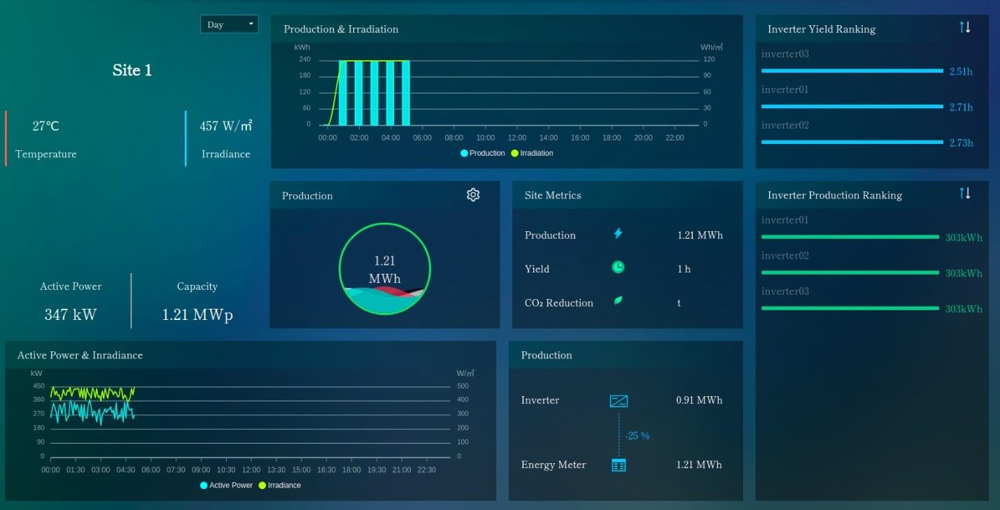 Day
Site 1
27℃
Temperature
457 W/㎡
Irradiance
Active Power
347 kW
Capacity
1.21 MWp
Production & Irradiation
kWh
Wh/㎡
240
180
120
60
0
120
90
60
30
0
00:00 02:00 04:00 06:00 08:00 10:00 12:00 14:00 16:00 18:00 20:00 22:00
Production Irradiation
Inverter Yield Ranking
inverter03
2.51h
inverter01
2.71h
inverter02
2.73h
Production
1.21
MWh
Site Metrics
Production 1.21 MWh
Yield 1 h
CO₂ Reduction t
Inverter Production Ranking
inverter01
303kWh
inverter02
303kWh
inverter03
303kWh
Active Power & Inradiance
kW
W/㎡
450
360
270
180
90
0
500
400
300
200
100
0
00:00 01:30 03:00 04:30 06:00 07:30 09:00 10:30 12:00 13:30 15:00 16:30 18:00 19:30 21:00 22:30
Active Power Irradiance
Production
Inverter 0.91 MWh
-25 %
Energy Meter 1.21 MWh